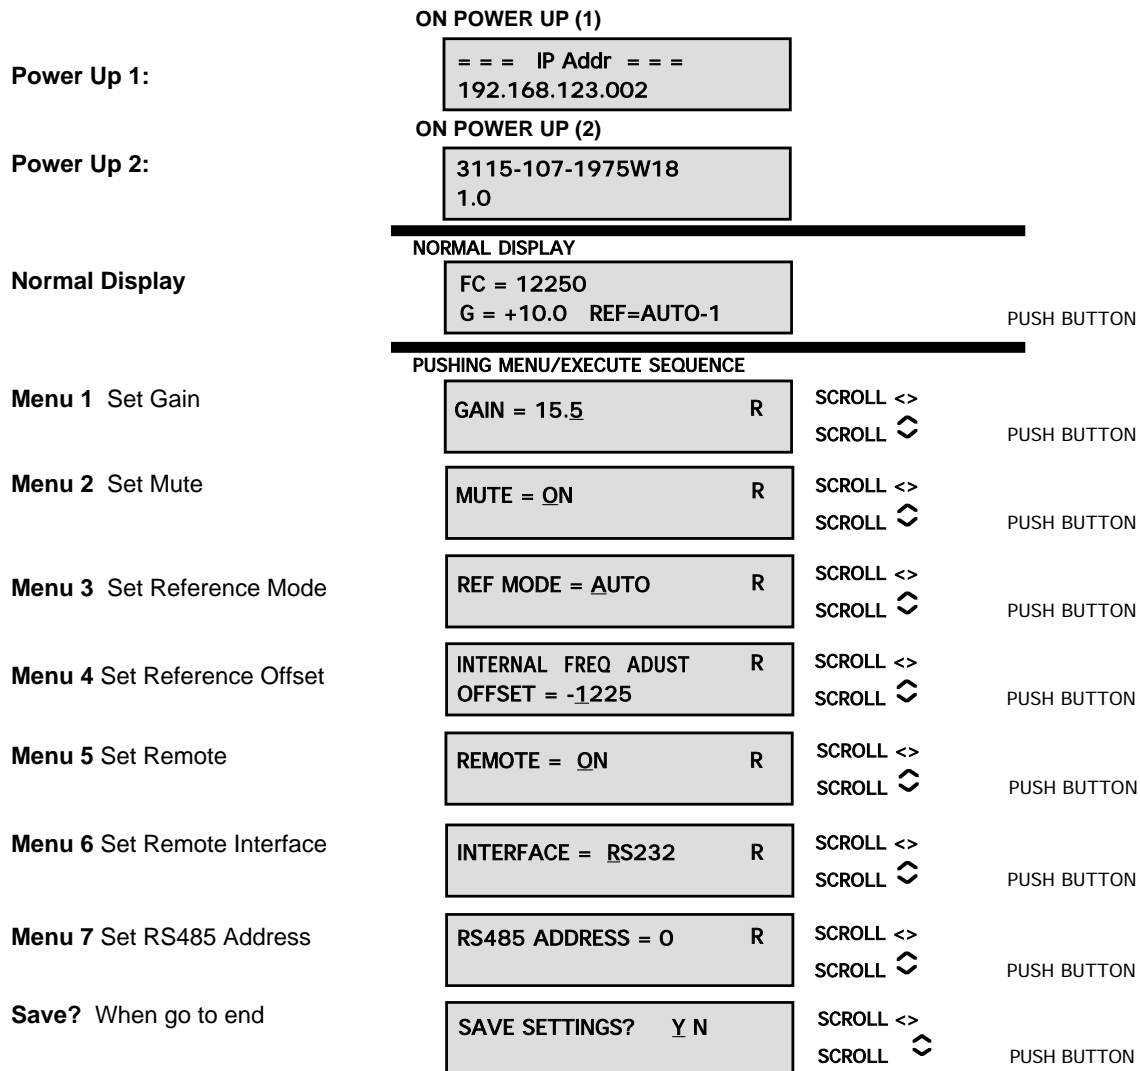 ON POWER UP (1)
Power Up 1:
= = = IP Addr = = =
192.168.123.002
ON POWER UP (2)
Power Up 2:
3115-107-1975W18
1.0
NORMAL DISPLAY
Normal Display
FC = 12250
G = +10.0 REF=AUTO-1
PUSH BUTTON
PUSHING MENU/EXECUTE SEQUENCE
Menu 1 Set Gain
GAIN = 15.5 R
SCROLL <>
SCROLL
PUSH BUTTON
Menu 2 Set Mute
MUTE = ON R
SCROLL <>
SCROLL
PUSH BUTTON
Menu 3 Set Reference Mode
REF MODE = AUTO R
SCROLL <>
SCROLL
PUSH BUTTON
Menu 4 Set Reference Offset
INTERNAL FREQ ADUST R
OFFSET = -1225
SCROLL <>
SCROLL
PUSH BUTTON
Menu 5 Set Remote
REMOTE = ON R
SCROLL <>
SCROLL
PUSH BUTTON
Menu 6 Set Remote Interface
INTERFACE = RS232 R
SCROLL <>
SCROLL
PUSH BUTTON
Menu 7 Set RS485 Address
RS485 ADDRESS = 0 R
SCROLL <>
SCROLL
PUSH BUTTON
Save? When go to end
SAVE SETTINGS? Y N
SCROLL <>
SCROLL
PUSH BUTTON